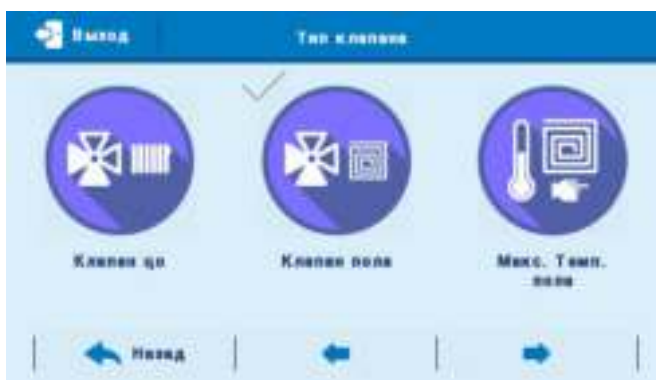 Выход
Тип клапана
Клапан цо
Клапан пола
Макс. Темп.
пола
Назад